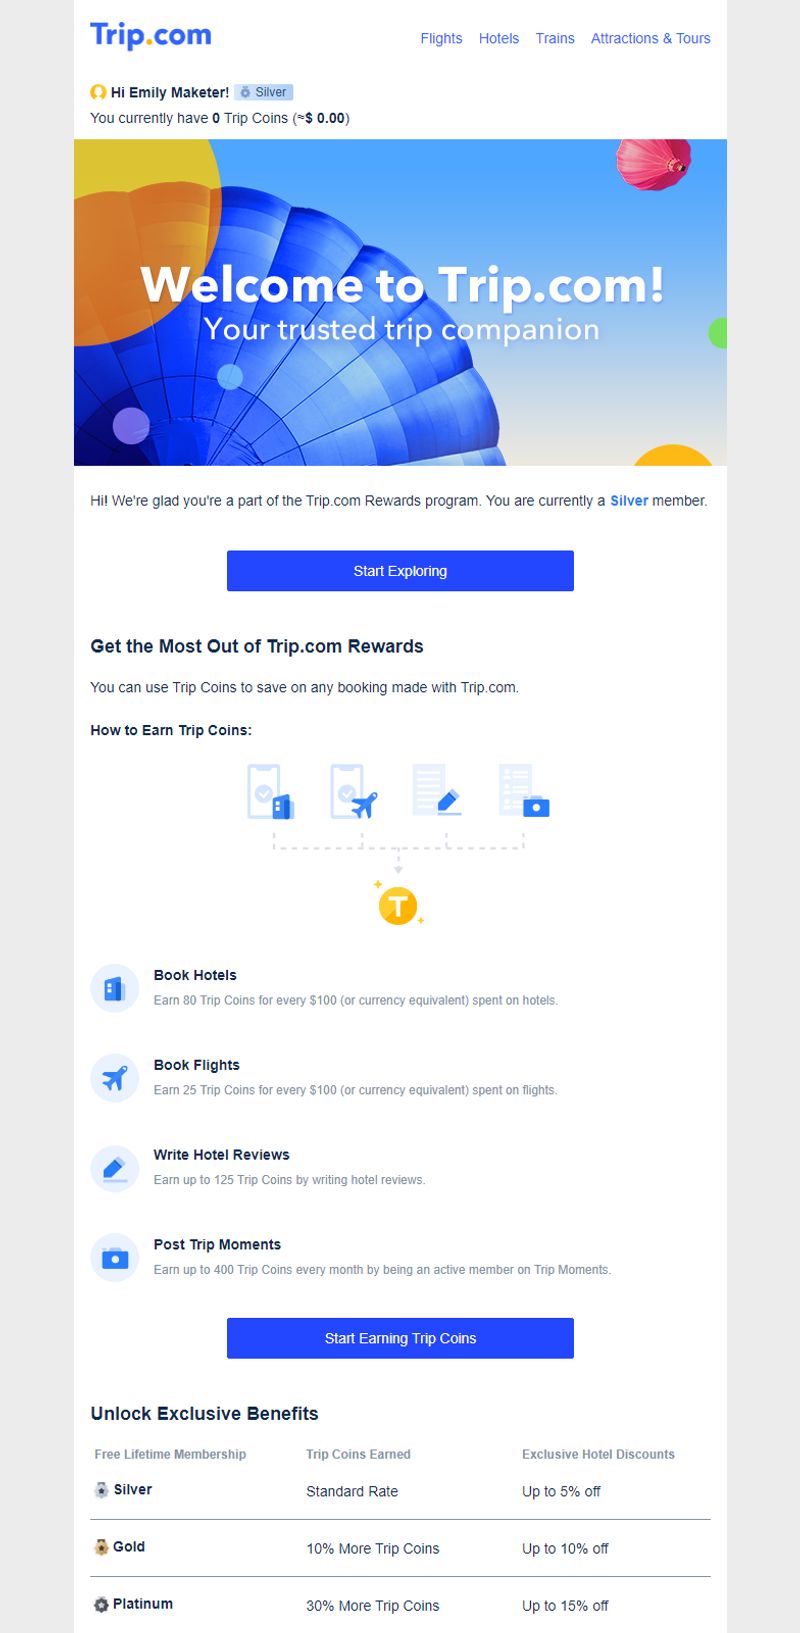 Trip.com
Flights Hotels Trains Attractions & Tours
Hi Emily Maketer! Silver
You currently have 0 Trip Coins (≈$ 0.00)
Welcome to Trip.com!
Your trusted trip companion
Hi! We're glad you're a part of the Trip.com Rewards program. You are currently a Silver member.
Start Exploring
Get the Most Out of Trip.com Rewards
You can use Trip Coins to save on any booking made with Trip.com.
How to Earn Trip Coins:
T
Book Hotels
Earn 80 Trip Coins for every $100 (or currency equivalent) spent on hotels.
Book Flights
Earn 25 Trip Coins for every $100 (or currency equivalent) spent on flights.
Write Hotel Reviews
Earn up to 125 Trip Coins by writing hotel reviews.
Post Trip Moments
Earn up to 400 Trip Coins every month by being an active member on Trip Moments.
Start Earning Trip Coins
Unlock Exclusive Benefits
Free Lifetime Membership Trip Coins Earned Exclusive Hotel Discounts
Silver Standard Rate Up to 5% off
Gold 10% More Trip Coins Up to 10% off
Platinum 30% More Trip Coins Up to 15% off